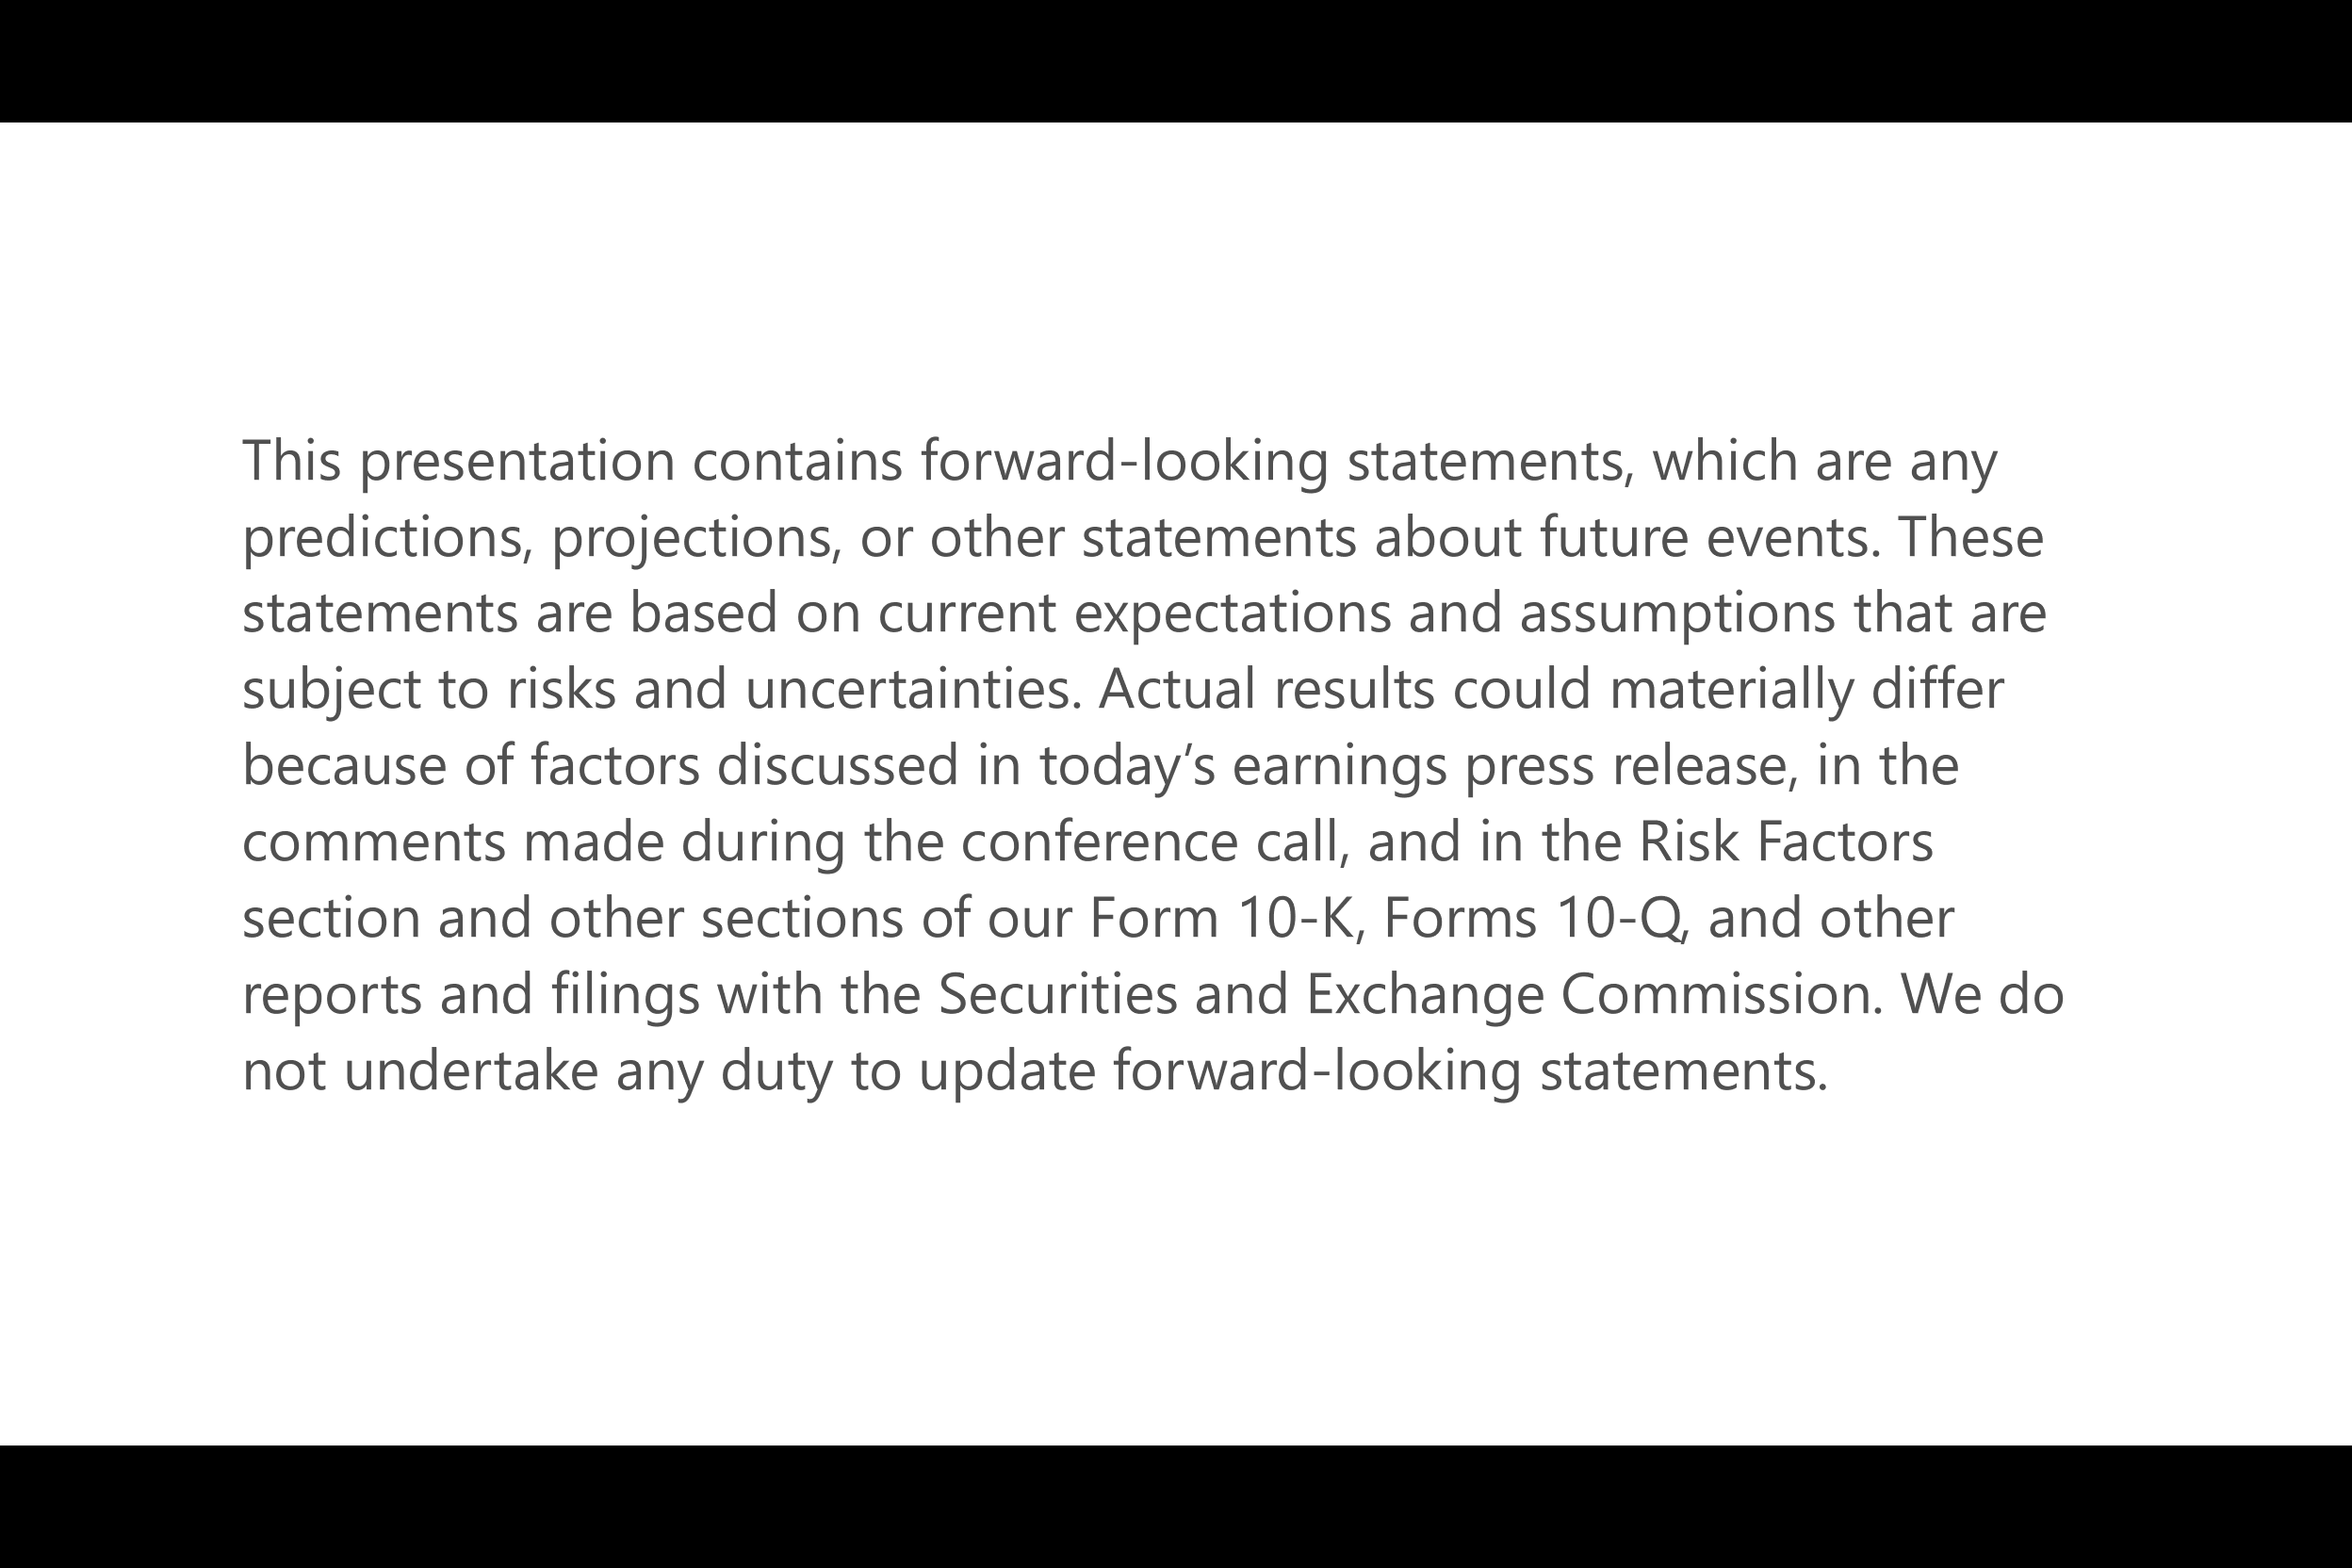 This presentation contains forward-looking statements, which are any
predictions, projections, or other statements about future events. These
statements are based on current expectations and assumptions that are
subject to risks and uncertainties. Actual results could materially differ
because of factors discussed in today’s earnings press release, in the
comments made during the conference call, and in the Risk Factors
section and other sections of our Form 10-K, Forms 10-Q, and other
reports and filings with the Securities and Exchange Commission. We do
not undertake any duty to update forward-looking statements.